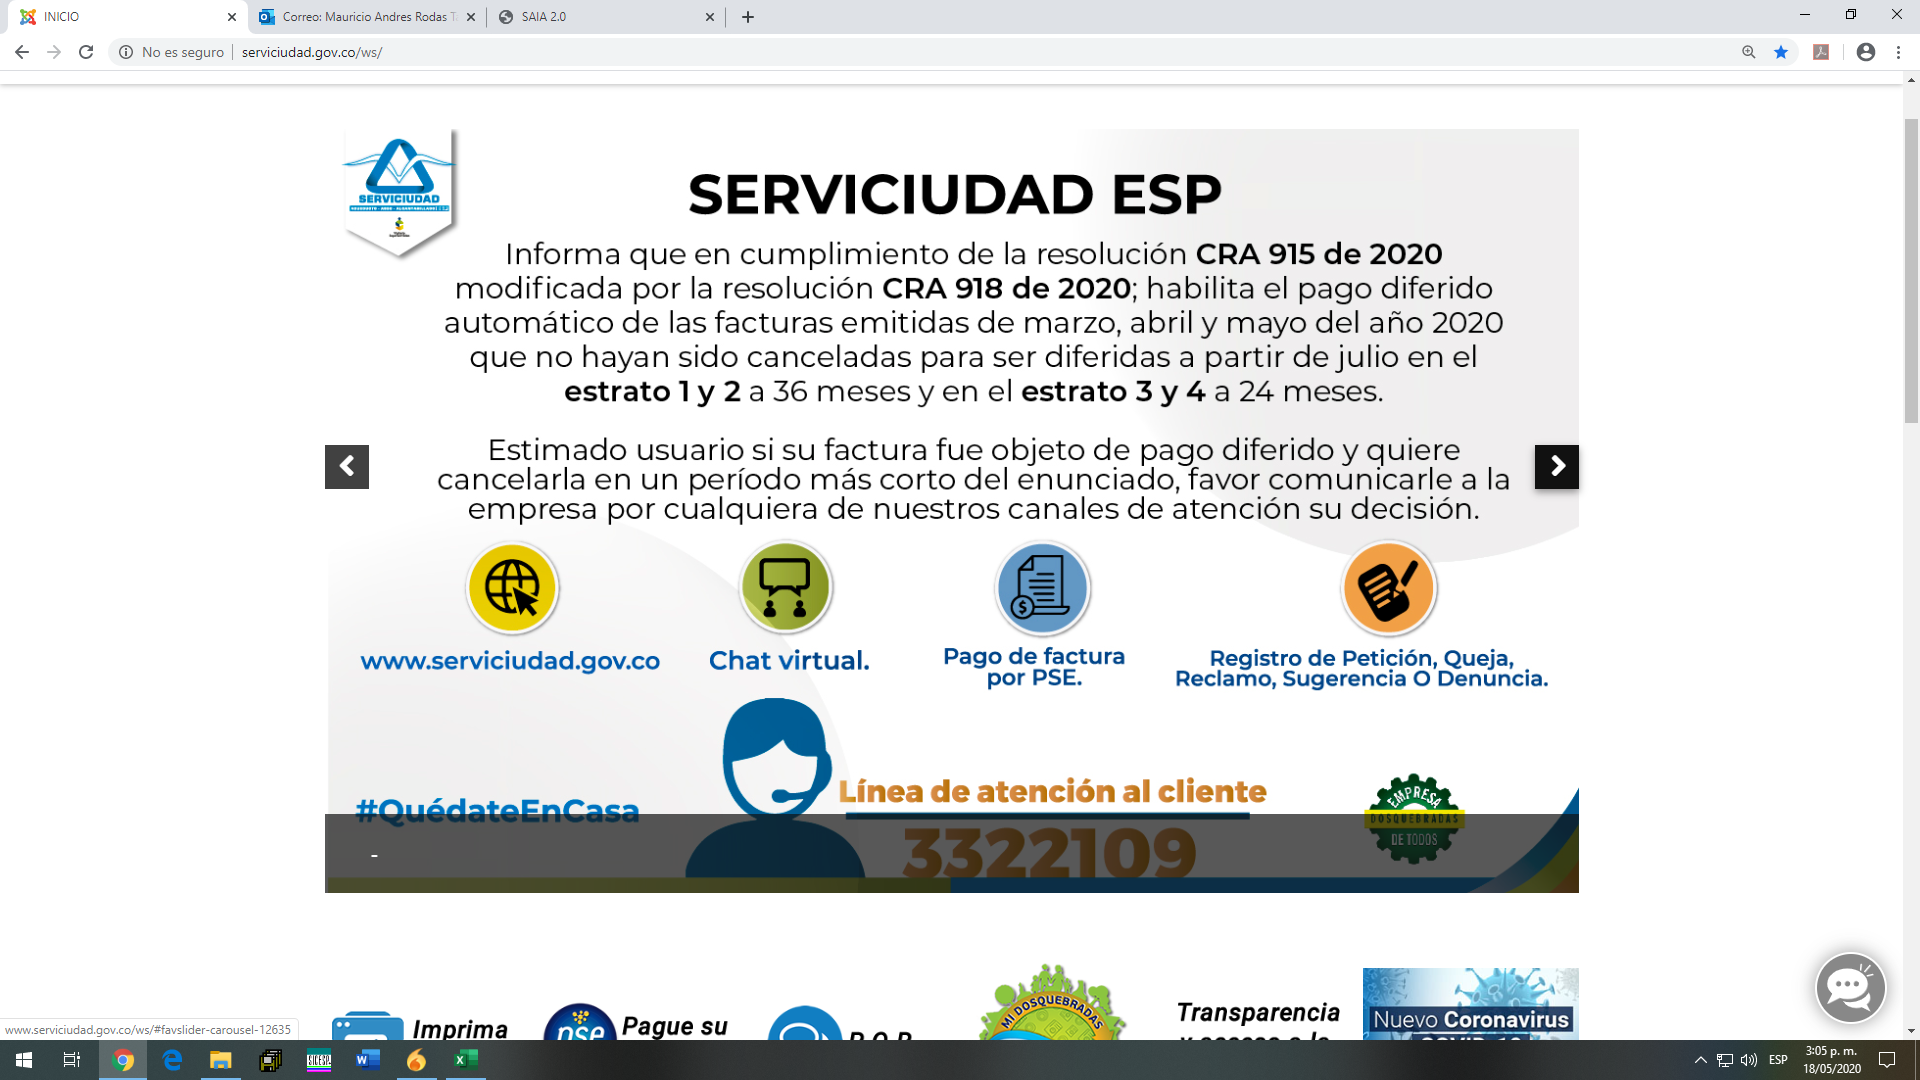 INICIO
Correo: Mauricio Andres Rodas T
SAIA 2.0
No es seguro
serviciudad.gov.co/ws/
SERVICIUDAD
SERVICIUDAD ESP
Informa que en cumplimiento de la resolución CRA 915 de 2020
modificada por la resolución CRA 918 de 2020; habilita el pago diferido
automático de las facturas emitidas de marzo, abril y mayo del año 2020
que no hayan sido canceladas para ser diferidas a partir de julio en el
estrato 1 y 2 a 36 meses y en el estrato 3 y 4 a 24 meses.
Estimado usuario si su factura fue objeto de pago diferido y quiere
cancelarla en un período más corto del enunciado, favor comunicarle a la
empresa por cualquiera de nuestros canales de atención su decisión.
www.serviciudad.gov.co
Chat virtual.
Pago de factura
por PSE.
Registro de Petición, Queja,
Reclamo, Sugerencia O Denuncia.
#QuédateEnCasa
Línea de atención al cliente
3322109
EMPRESA
DOSQUEBRADAS
DE TODOS
-
Imprima
pse
Pague su
P.Q.R
MI DOSQUEBRADAS
Transparencia
y acceso a la
Nuevo Coronavirus
COVID-19
www.serviciudad.gov.co/ws/#favslider-carousel-12635
ESP
3:05 p. m.
18/05/2020